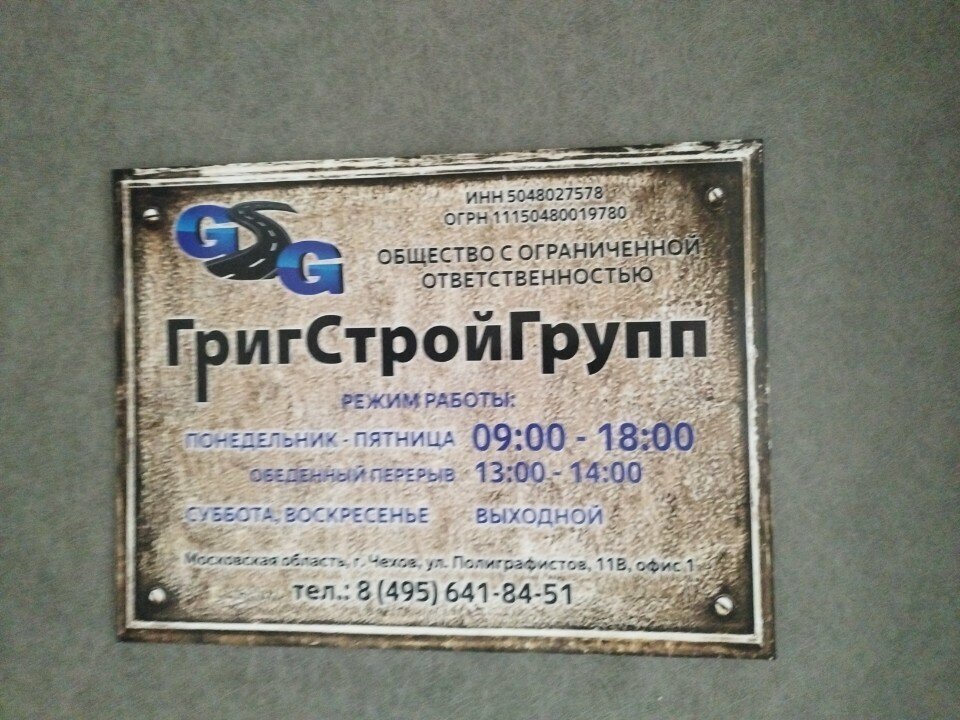 ИНН 5048027578
ОГРН 11150480019780
GSG
ОБЩЕСТВО С ОГРАНИЧЕННОЙ
ОТВЕТСТВЕННОСТЬЮ
ГригСтройГрупп
РЕЖИМ РАБОТЫ:
ПОНЕДЕЛЬНИК - ПЯТНИЦА 09:00 - 18:00
ОБЕДЕННЫЙ ПЕРЕРЫВ 13:00 - 14:00
СУББОТА, ВОСКРЕСЕНЬЕ ВЫХОДНОЙ
Московская область, г. Чехов, ул. Полиграфистов, 11В, офис 1
тел.: 8 (495) 641-84-51